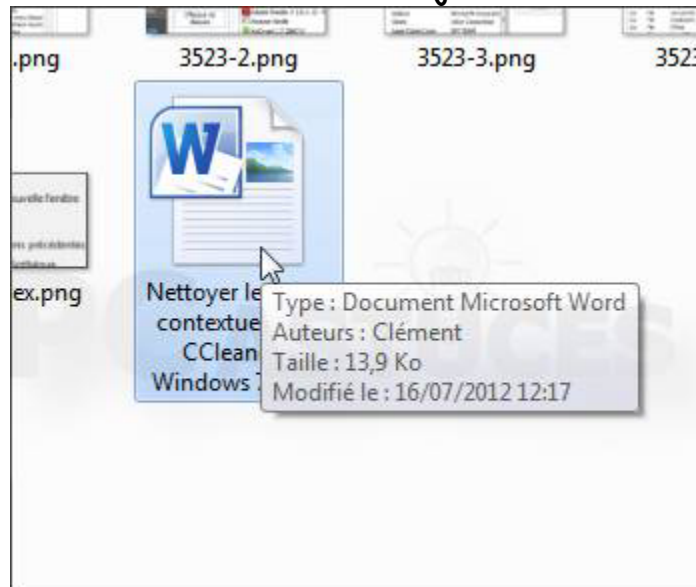 .png
3523-2.png
3523-3.png
3523
ex.png
Nettoyer le
contextue
CClean
Windows 7
Type : Document Microsoft Word
Auteurs : Clément
Taille : 13,9 Ko
Modifié le : 16/07/2012 12:17